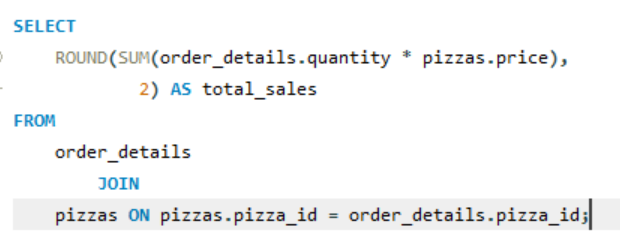 SELECT
ROUND(SUM(order_details.quantity * pizzas.price),
2) AS total_sales
FROM
order_details
JOIN
pizzas ON pizzas.pizza_id = order_details.pizza_id;